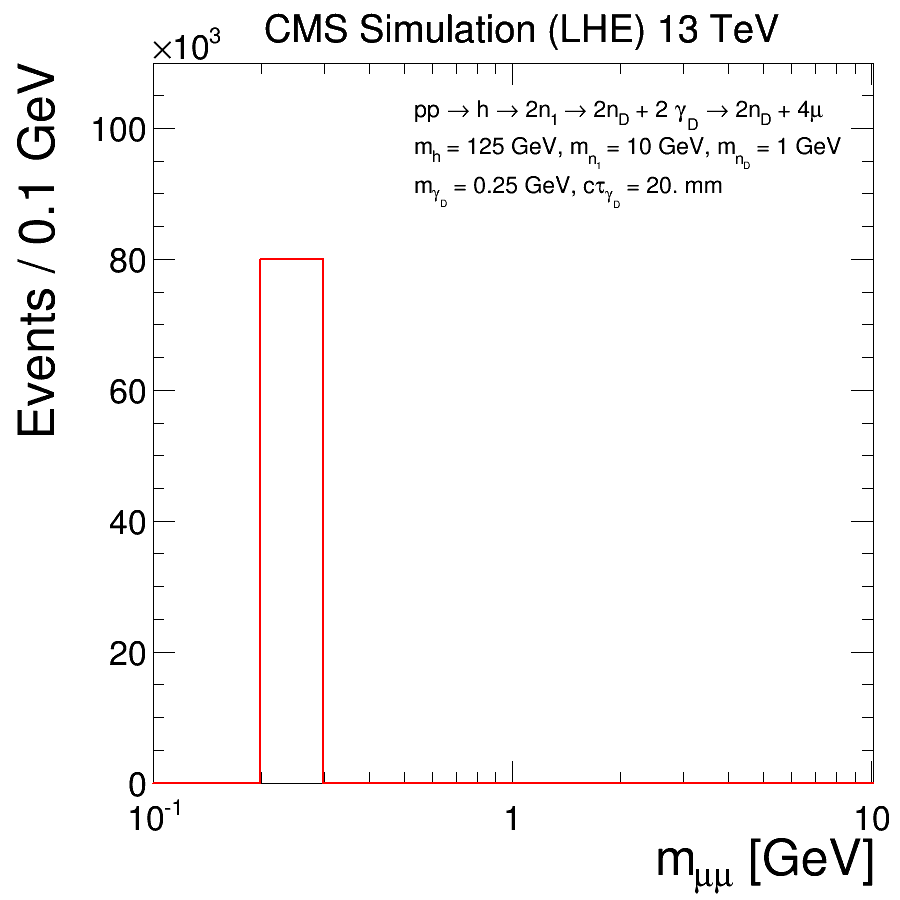 CMS Simulation (LHE) 13 TeV
×10³
pp → h → 2n₁ → 2n_D + 2 γ_D → 2n_D + 4μ
m_h = 125 GeV, m_n₁ = 10 GeV, m_n_D = 1 GeV
m_γ_D = 0.25 GeV, cτ_γ_D = 20. mm
Events / 0.1 GeV
100
80
60
40
20
0
10⁻¹ 1 10
m_μμ [GeV]